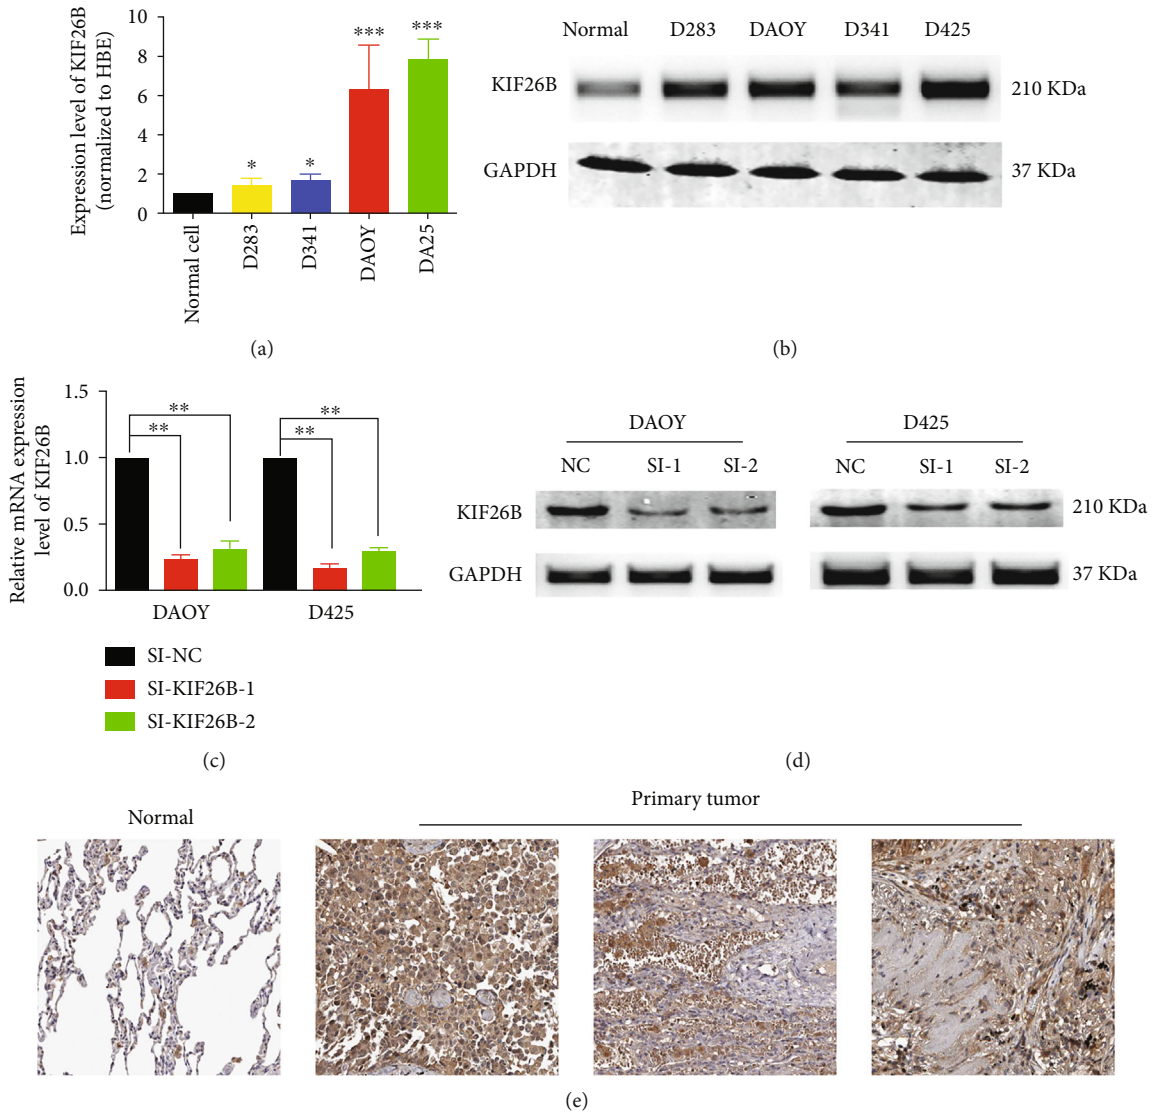 Expression level of KIF26B
(normalized to HBE)
10
8
6
4
2
0
*
*
***
***
Normal cell
D283
D341
DAOY
DA25
(a)
Normal D283 DAOY D341 D425
KIF26B 210 KDa
GAPDH 37 KDa
(b)
Relative mRNA expression
level of KIF26B
1.5
1.0
0.5
0.0
**
**
**
**
DAOY D425
SI-NC
SI-KIF26B-1
SI-KIF26B-2
(c)
DAOY D425
NC SI-1 SI-2 NC SI-1 SI-2
KIF26B 210 KDa
GAPDH 37 KDa
(d)
Normal Primary tumor
(e)